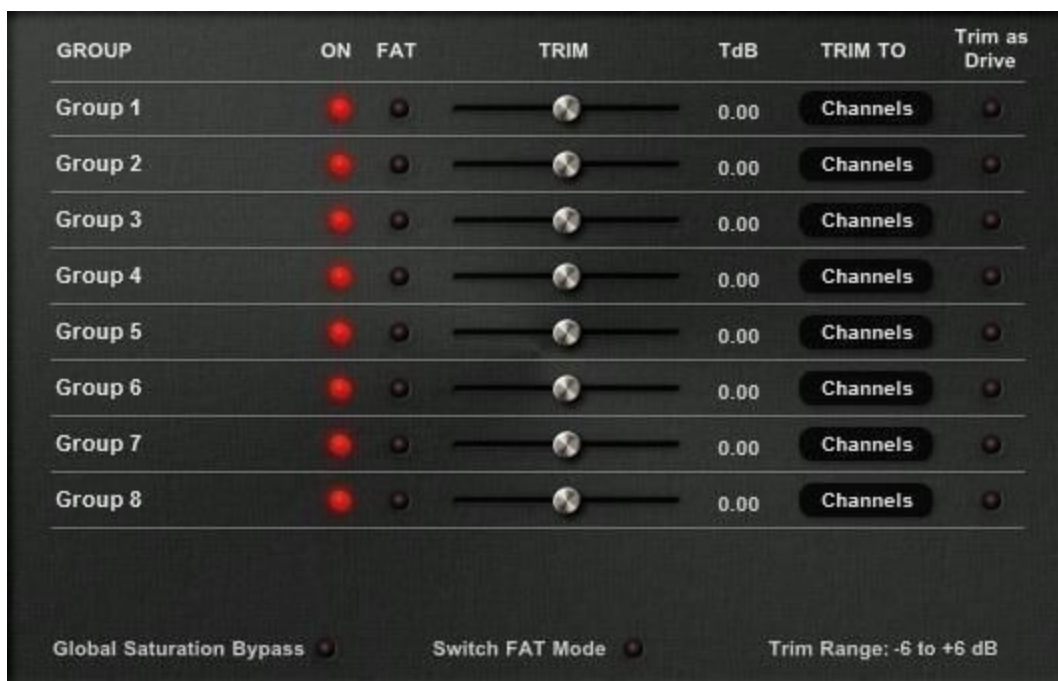 GROUP ON FAT TRIM TdB TRIM TO Trim as Drive
Group 1 0.00 Channels
Group 2 0.00 Channels
Group 3 0.00 Channels
Group 4 0.00 Channels
Group 5 0.00 Channels
Group 6 0.00 Channels
Group 7 0.00 Channels
Group 8 0.00 Channels
Global Saturation Bypass Switch FAT Mode Trim Range: -6 to +6 dB